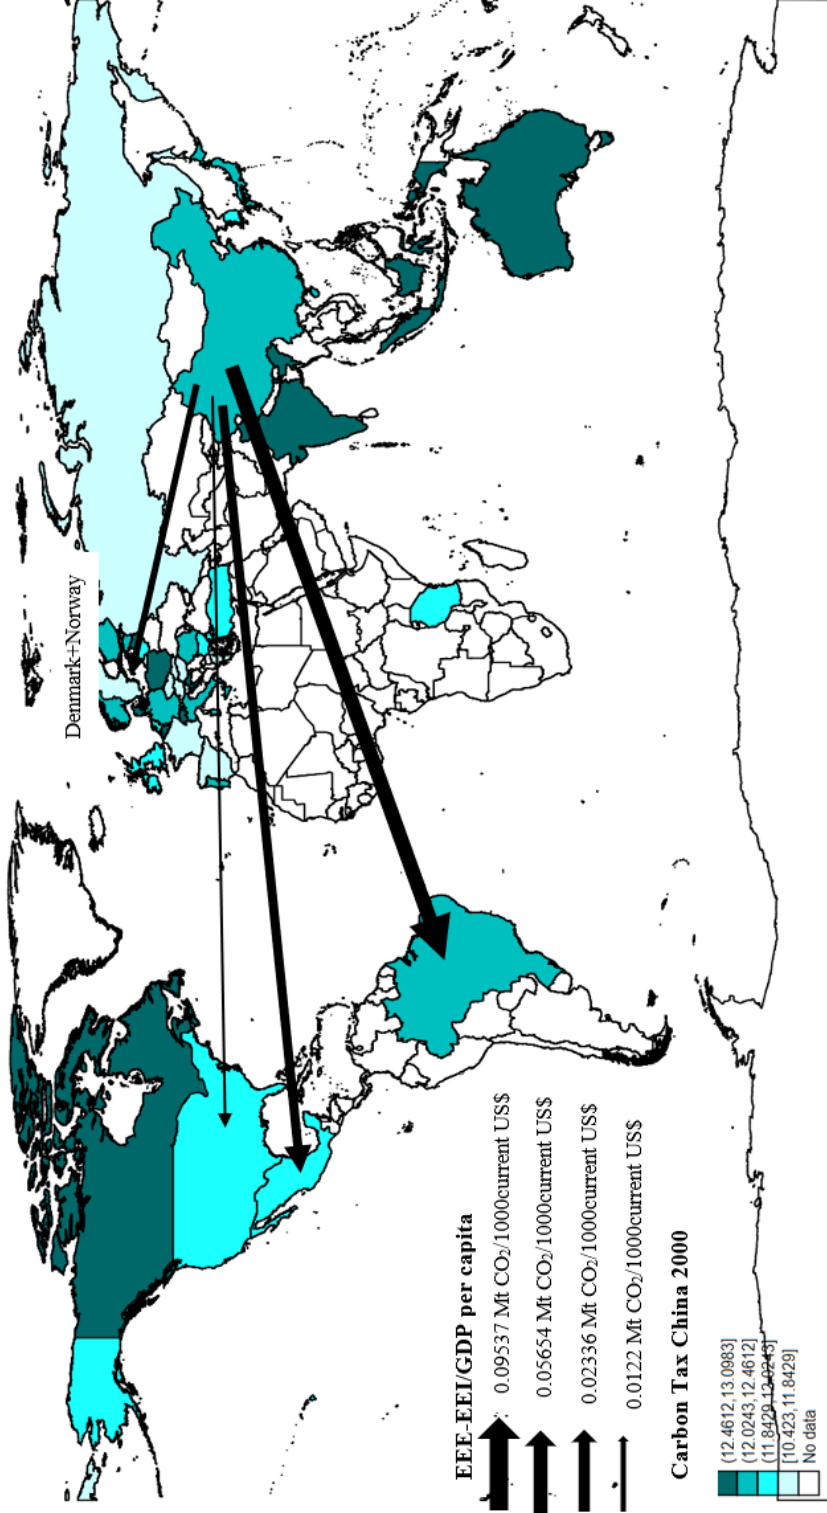 Denmark+Norway
EEE-EEI/GDP per capita
0.09537 Mt CO₂/1000current US$
0.05654 Mt CO₂/1000current US$
0.02336 Mt CO₂/1000current US$
0.0122 Mt CO₂/1000current US$
Carbon Tax China 2000
(12.4612,13.0983]
(12.0243,12.4612]
(11.8429,12.0243]
[10.423,11.8429]
No data